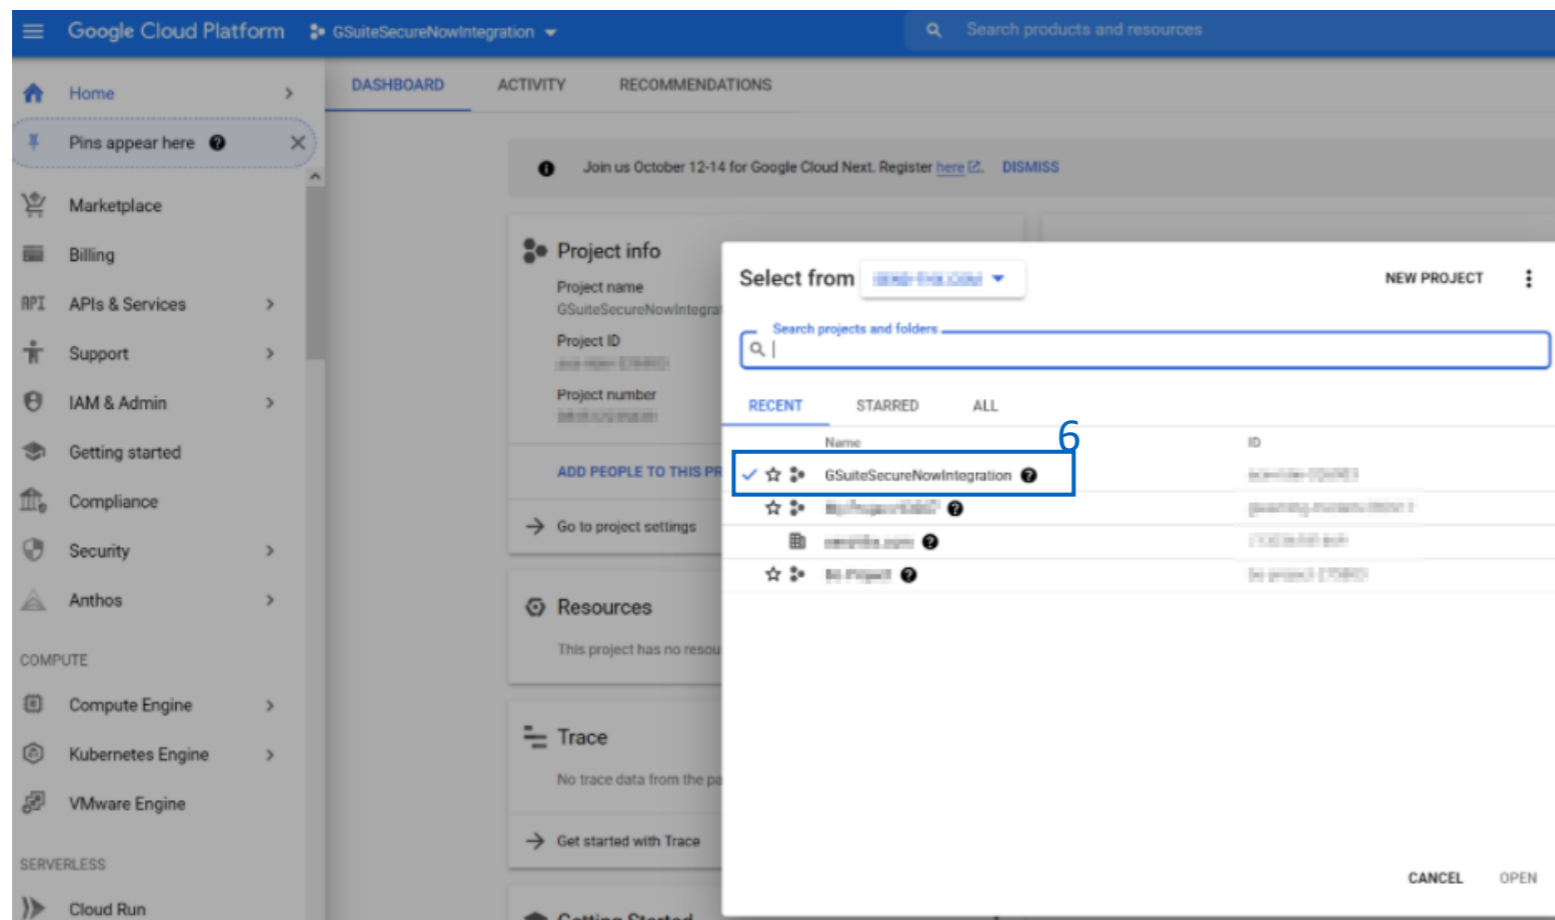 Google Cloud Platform GSuiteSecureNowIntegration Search products and resources
Home
Pins appear here
Marketplace
Billing
API APIs & Services
Support
IAM & Admin
Getting started
Compliance
Security
Anthos
COMPUTE
Compute Engine
Kubernetes Engine
VMware Engine
SERVERLESS
Cloud Run
DASHBOARD ACTIVITY RECOMMENDATIONS
Join us October 12-14 for Google Cloud Next. Register here. DISMISS
Project info
Project name
GSuiteSecureNowIntegrat
Project ID
Project number
ADD PEOPLE TO THIS PR
Go to project settings
Resources
This project has no resou
Trace
No trace data from the pa
Get started with Trace
Getting Started
Select from NEW PROJECT
Search projects and folders
RECENT STARRED ALL
6
Name ID
GSuiteSecureNowIntegration
CANCEL OPEN